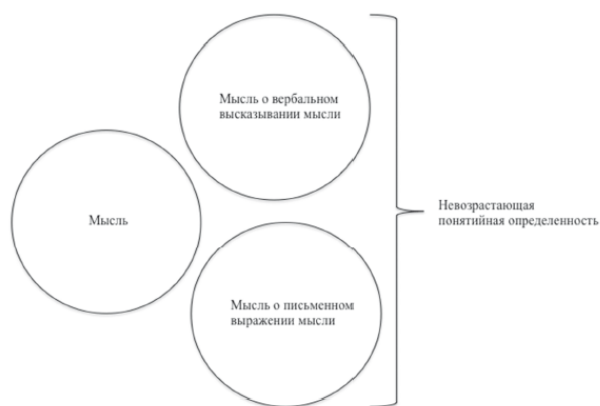 Мысль о вербальном
высказывании мысли
Мысль
Невозрастающая
понятийная определенность
Мысль о письменном
выражении мысли